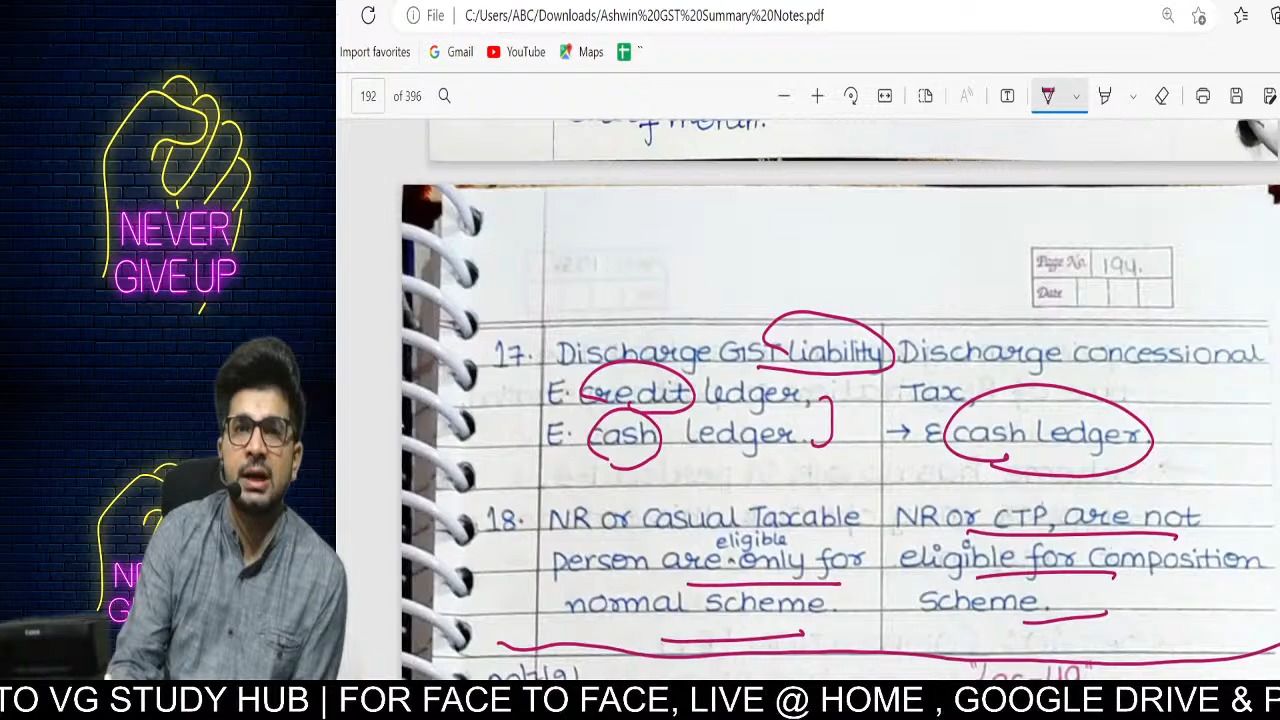 File C:/Users/ABC/Downloads/Ashwin%20GST%20Summary%20Notes.pdf
Import favorites Gmail YouTube Maps
192 of 396
NEVER
GIVE UP
Page No. 194.
Date
17. Discharge GST liability Discharge concessional
E. credit ledger, Tax,
E. cash ledger. → E cash ledger
18. NR or Casual Taxable NR or CTP, are not
eligible
person are only for eligible for Composition
normal scheme. scheme.
TO VG STUDY HUB | FOR FACE TO FACE, LIVE @ HOME , GOOGLE DRIVE &